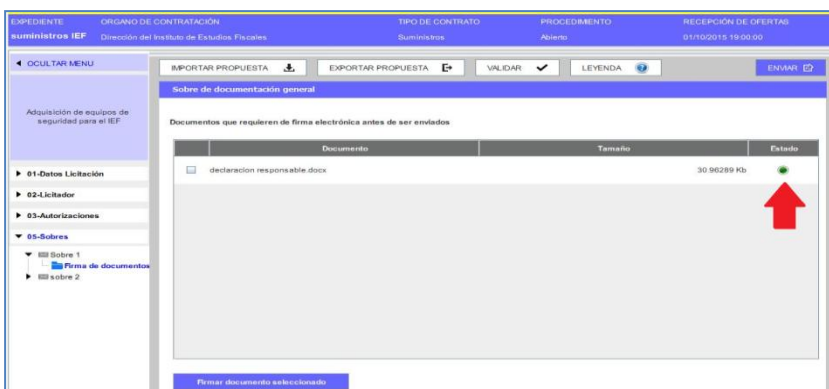 EXPEDIENTE ORGANO DE CONTRATACIÓN TIPO DE CONTRATO PROCEDIMIENTO RECEPCIÓN DE OFERTAS
suministros IEF Dirección del Instituto de Estudios Fiscales Suministros Abierto 01/10/2015 19:00:00
OCULTAR MENU
IMPORTAR PROPUESTA EXPORTAR PROPUESTA VALIDAR LEYENDA ENVIAR
Sobre de documentación general
Adquisición de equipos de
seguridad para el IEF
Documentos que requieren de firma electrónica antes de ser enviados
Documento Tamaño Estado
declaracion responsable.docx 30.96289 Kb
01-Datos Licitación
02-Licitador
03-Autorizaciones
05-Sobres
Sobre 1
Firma de documentos
sobre 2
Firmar documento seleccionado